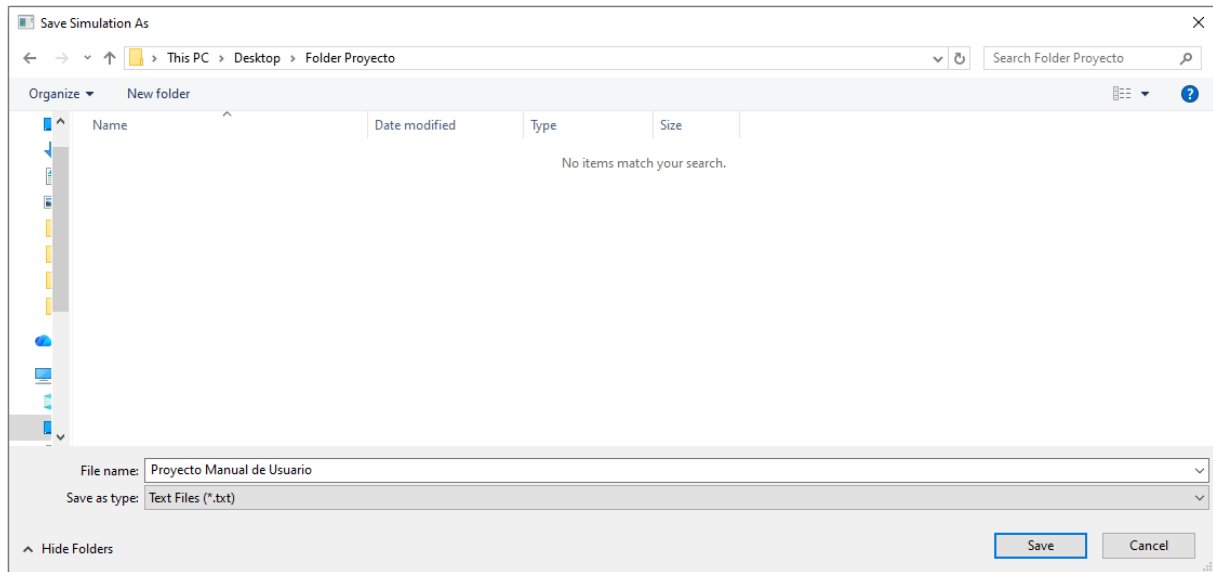 Save Simulation As
This PC > Desktop > Folder Proyecto
Search Folder Proyecto
Organize New folder
Name Date modified Type Size
No items match your search.
File name: Proyecto Manual de Usuario
Save as type: Text Files (*.txt)
Hide Folders Save Cancel